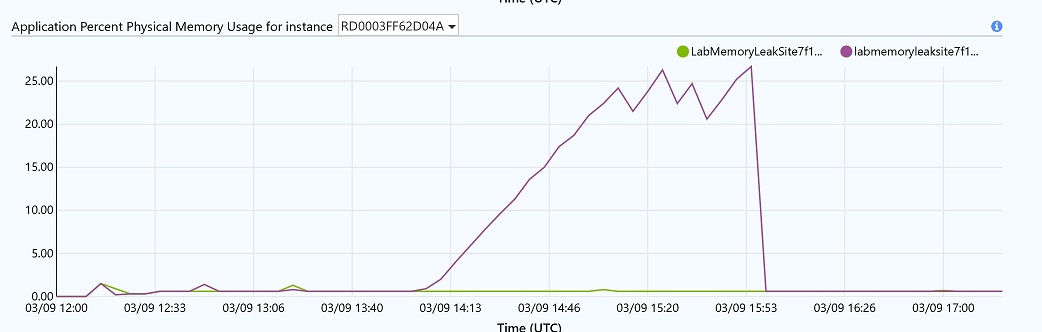 Time (UTC)
Application Percent Physical Memory Usage for instance RD0003FF62D04A
LabMemoryLeakSite7f1... labmemoryleaksite7f1...
25.00
20.00
15.00
10.00
5.00
0.00
03/09 12:00 03/09 12:33 03/09 13:06 03/09 13:40 03/09 14:13 03/09 14:46 03/09 15:20 03/09 15:53 03/09 16:26 03/09 17:00
Time (UTC)